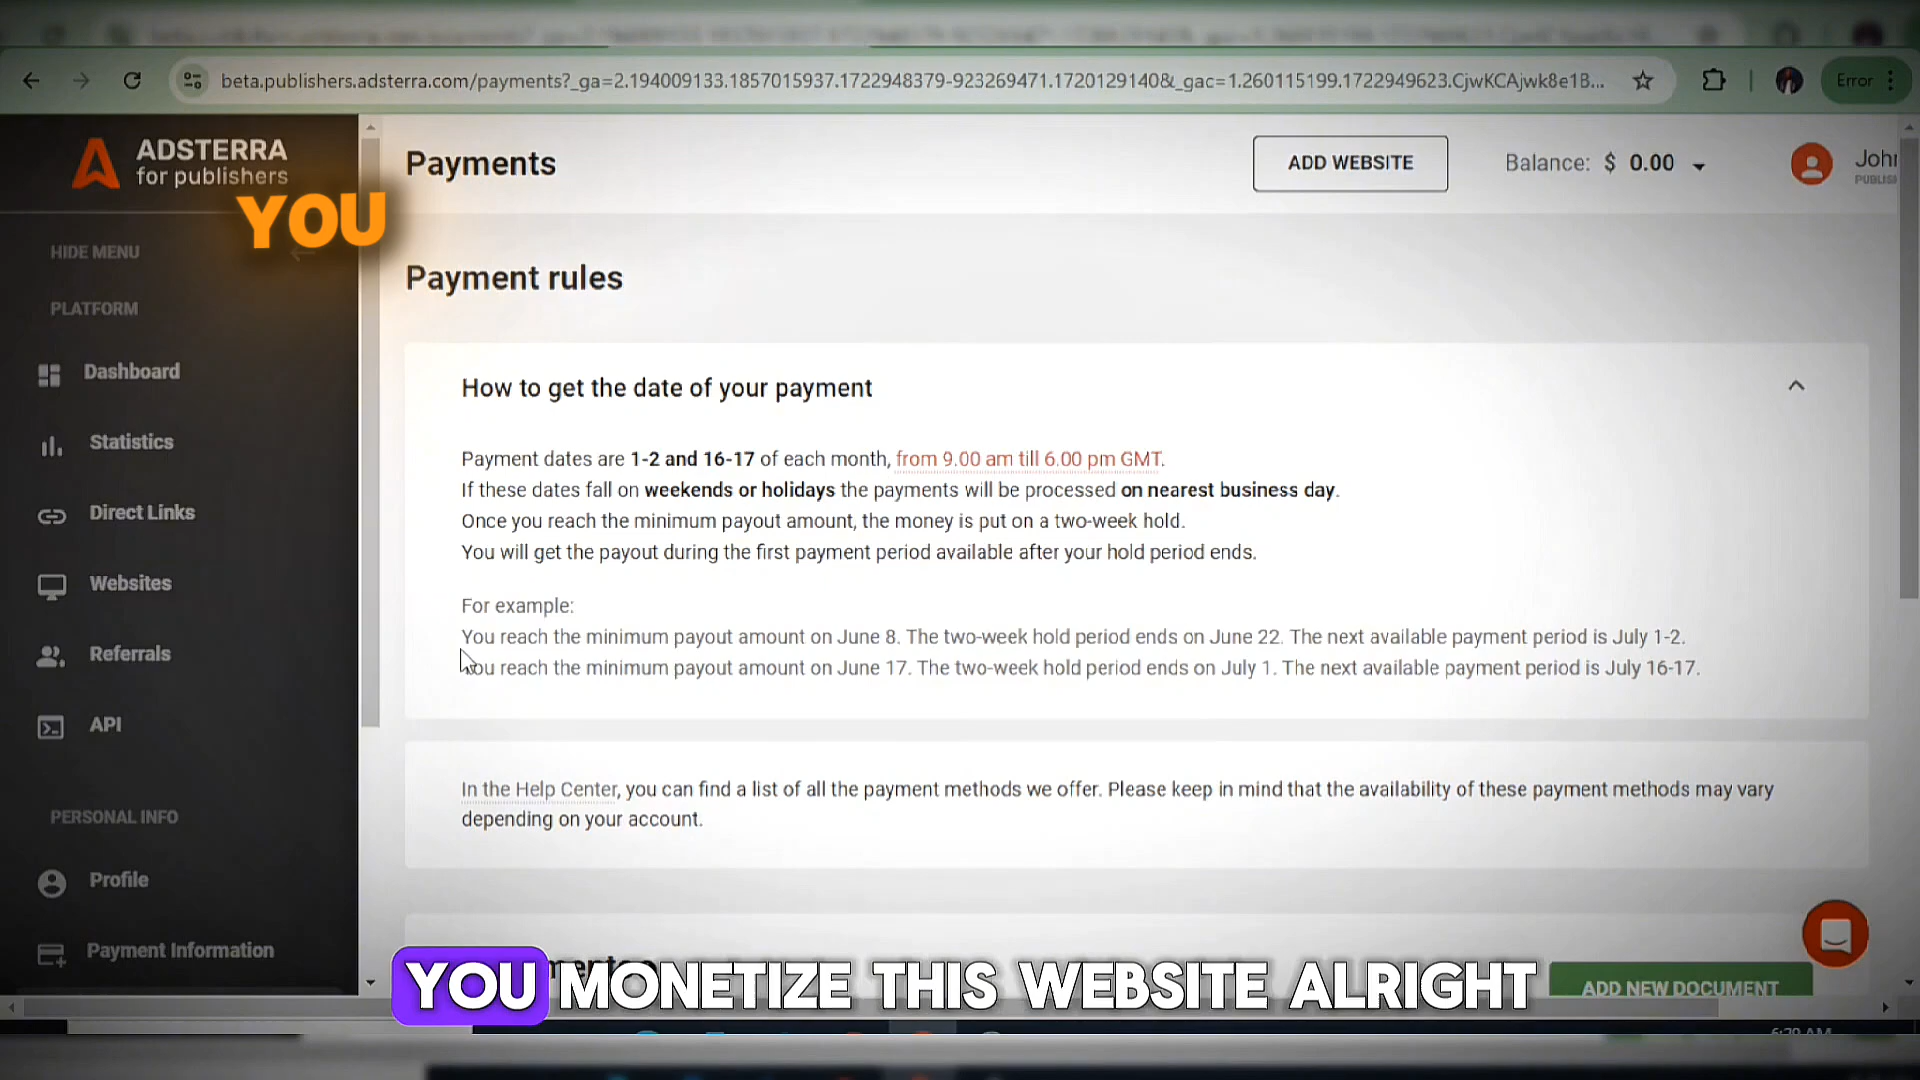 beta.publishers.adsterra.com/payments?_ga=2.194009133.1857015937.1722948379-923269471.1720129140&_gac=1.260115199.1722949623.CjwKCAjwk8e1B...
Error
ADSTERRA
for publishers
Payments
ADD WEBSITE
Balance: $ 0.00
John
YOU
HIDE MENU
Payment rules
PLATFORM
Dashboard
Statistics
Direct Links
Websites
Referrals
API
PERSONAL INFO
Profile
Payment Information
How to get the date of your payment
Payment dates are 1-2 and 16-17 of each month, from 9.00 am till 6.00 pm GMT.
If these dates fall on weekends or holidays the payments will be processed on nearest business day.
Once you reach the minimum payout amount, the money is put on a two-week hold.
You will get the payout during the first payment period available after your hold period ends.
For example:
You reach the minimum payout amount on June 8. The two-week hold period ends on June 22. The next available payment period is July 1-2.
You reach the minimum payout amount on June 17. The two-week hold period ends on July 1. The next available payment period is July 16-17.
In the Help Center, you can find a list of all the payment methods we offer. Please keep in mind that the availability of these payment methods may vary
depending on your account.
ADD NEW DOCUMENT
YOU MONETIZE THIS WEBSITE ALRIGHT